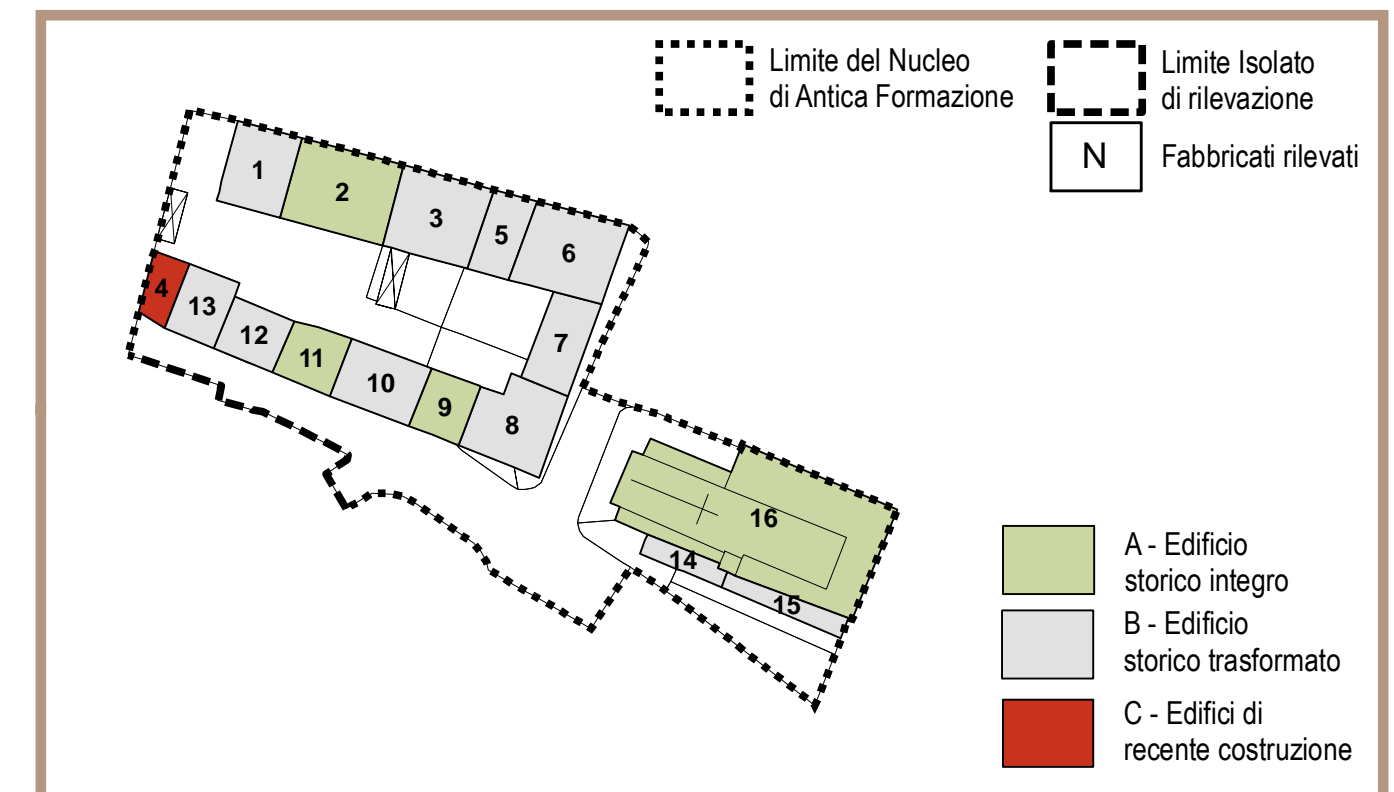 Limite del Nucleo
di Antica Formazione
Limite Isolato
di rilevazione
N
Fabbricati rilevati
1
2
3
5
6
4
13
12
11
10
9
8
7
16
14
15
A - Edificio
storico integro
B - Edificio
storico trasformato
C - Edifici di
recente costruzione